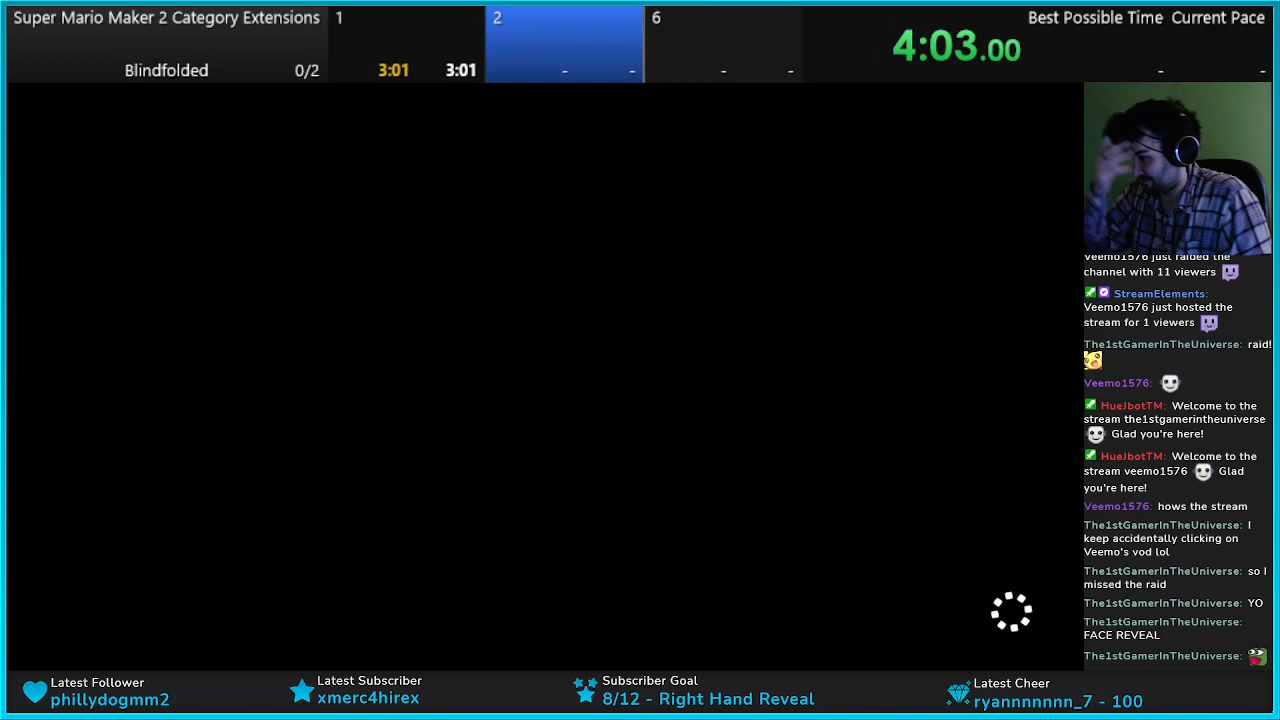 Super Mario Maker 2 Category Extensions
Blindfolded 0/2
1
3:01 3:01
2
- -
6
- -
4:03.00
Best Possible Time Current Pace
- -
Veemo1576 just raided the
channel with 11 viewers
StreamElements:
Veemo1576 just hosted the
stream for 1 viewers
The1stGamerInTheUniverse: raid!
Veemo1576:
HueJbotTM: Welcome to the
stream the1stgamerintheuniverse
Glad you're here!
HueJbotTM: Welcome to the
stream veemo1576 Glad
you're here!
Veemo1576: hows the stream
The1stGamerInTheUniverse: I
keep accidentally clicking on
Veemo's vod lol
The1stGamerInTheUniverse: so I
missed the raid
The1stGamerInTheUniverse: YO
The1stGamerInTheUniverse:
FACE REVEAL
The1stGamerInTheUniverse:
Latest Follower
phillydogmm2
Latest Subscriber
xmerc4hirex
Subscriber Goal
8/12 - Right Hand Reveal
Latest Cheer
ryannnnnnn_7 - 100